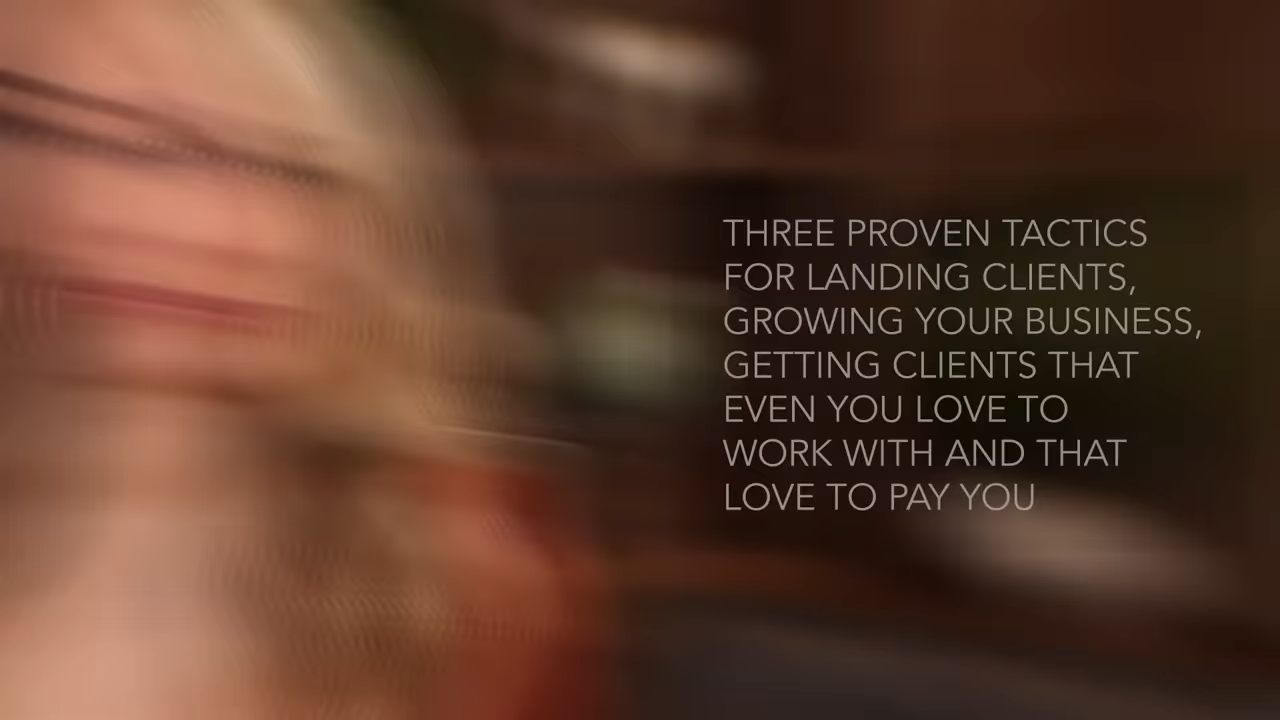 THREE PROVEN TACTICS
FOR LANDING CLIENTS,
GROWING YOUR BUSINESS,
GETTING CLIENTS THAT
EVEN YOU LOVE TO
WORK WITH AND THAT
LOVE TO PAY YOU